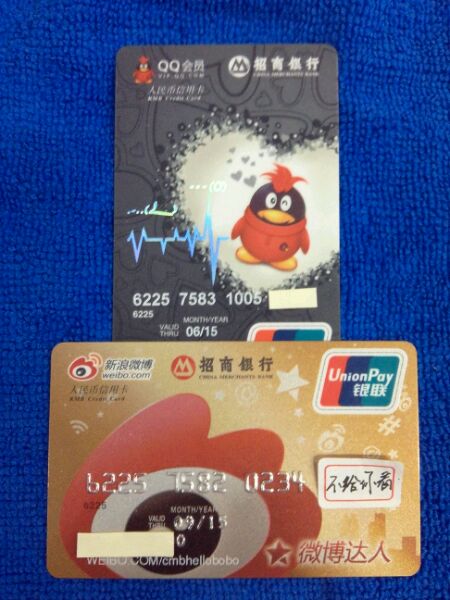 QQ会员
VIP.QQ.COM
招商银行
CHINA MERCHANTS BANK
人民币信用卡
RMB Credit Card
6225 7583 1005
6225
MONTH/YEAR
VALID THRU 06/15
新浪微博
weibo.com
招商银行
CHINA MERCHANTS BANK
人民币信用卡
RMB Credit Card
UnionPay
银联
6225 7582 0234
不给你看
6225
MONTH/YEAR
VALID THRU 09/15
WEIBO.COM/cmbhellobobo
微博达人